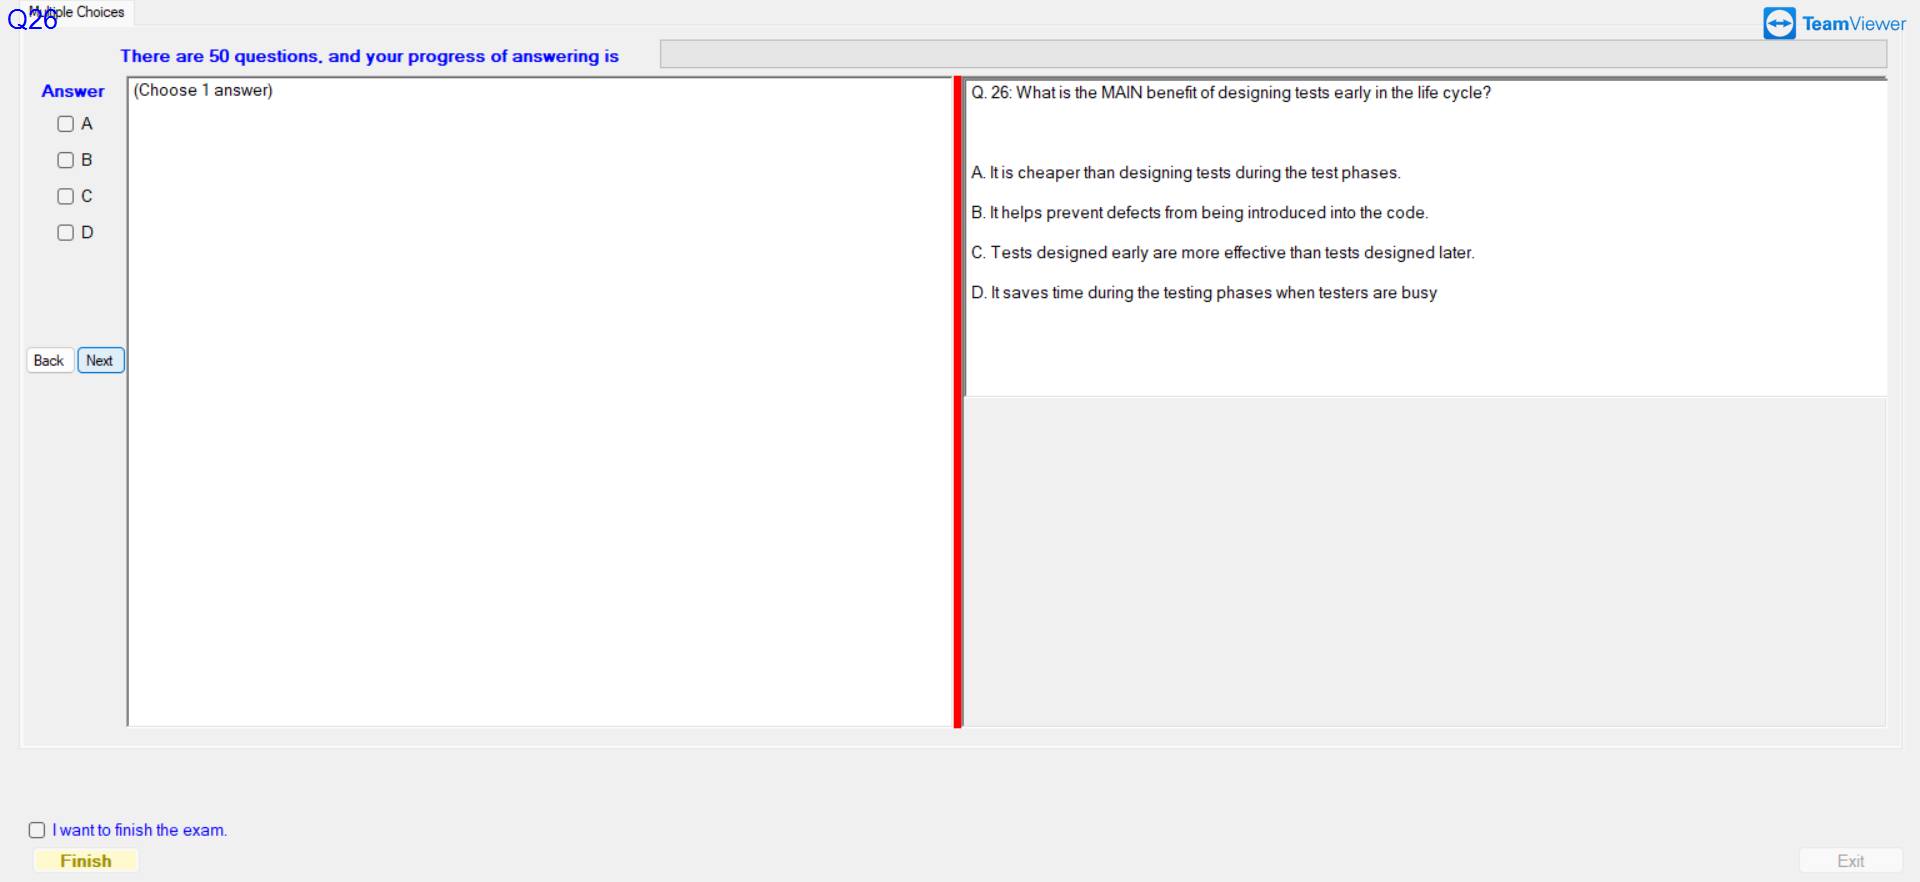 Multiple Choices
Q26
TeamViewer
There are 50 questions, and your progress of answering is
Answer
A
B
C
D
Back
Next
(Choose 1 answer)
Q. 26: What is the MAIN benefit of designing tests early in the life cycle?
A. It is cheaper than designing tests during the test phases.
B. It helps prevent defects from being introduced into the code.
C. Tests designed early are more effective than tests designed later.
D. It saves time during the testing phases when testers are busy
I want to finish the exam.
Finish
Exit